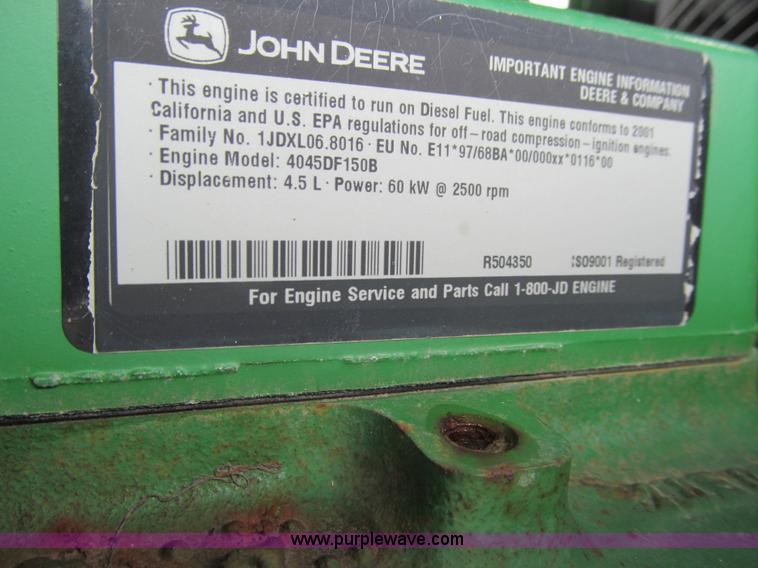 JOHN DEERE
IMPORTANT ENGINE INFORMATION
DEERE & COMPANY
· This engine is certified to run on Diesel Fuel. This engine conforms to 2001
California and U.S. EPA regulations for off-road compression-ignition engines.
· Family No. 1JDXL06.8016 · EU No. E11*97/68BA*00/000xx*0116*00
· Engine Model: 4045DF150B
· Displacement: 4.5 L · Power: 60 kW @ 2500 rpm
R504350 ISO9001 Registered
For Engine Service and Parts Call 1-800-JD ENGINE
www.purplewave.com